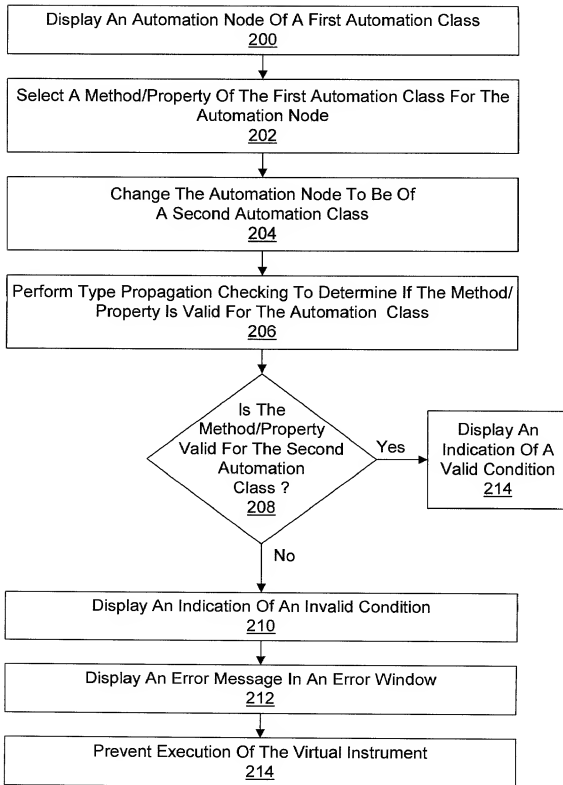 Display An Automation Node Of A First Automation Class
200
Select A Method/Property Of The First Automation Class For The
Automation Node
202
Change The Automation Node To Be Of
A Second Automation Class
204
Perform Type Propagation Checking To Determine If The Method/
Property Is Valid For The Automation Class
206
Is The
Method/Property
Valid For The Second
Automation
Class ?
208
Yes
Display An
Indication Of A
Valid Condition
214
No
Display An Indication Of An Invalid Condition
210
Display An Error Message In An Error Window
212
Prevent Execution Of The Virtual Instrument
214